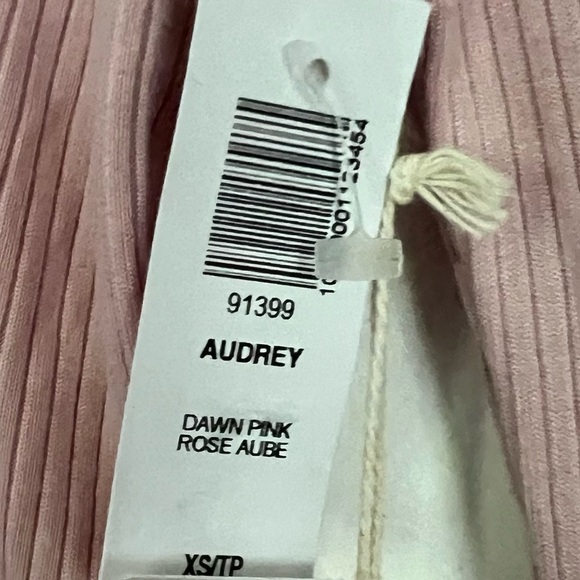 91399
AUDREY
DAWN PINK
ROSE AUBE
XS/TP